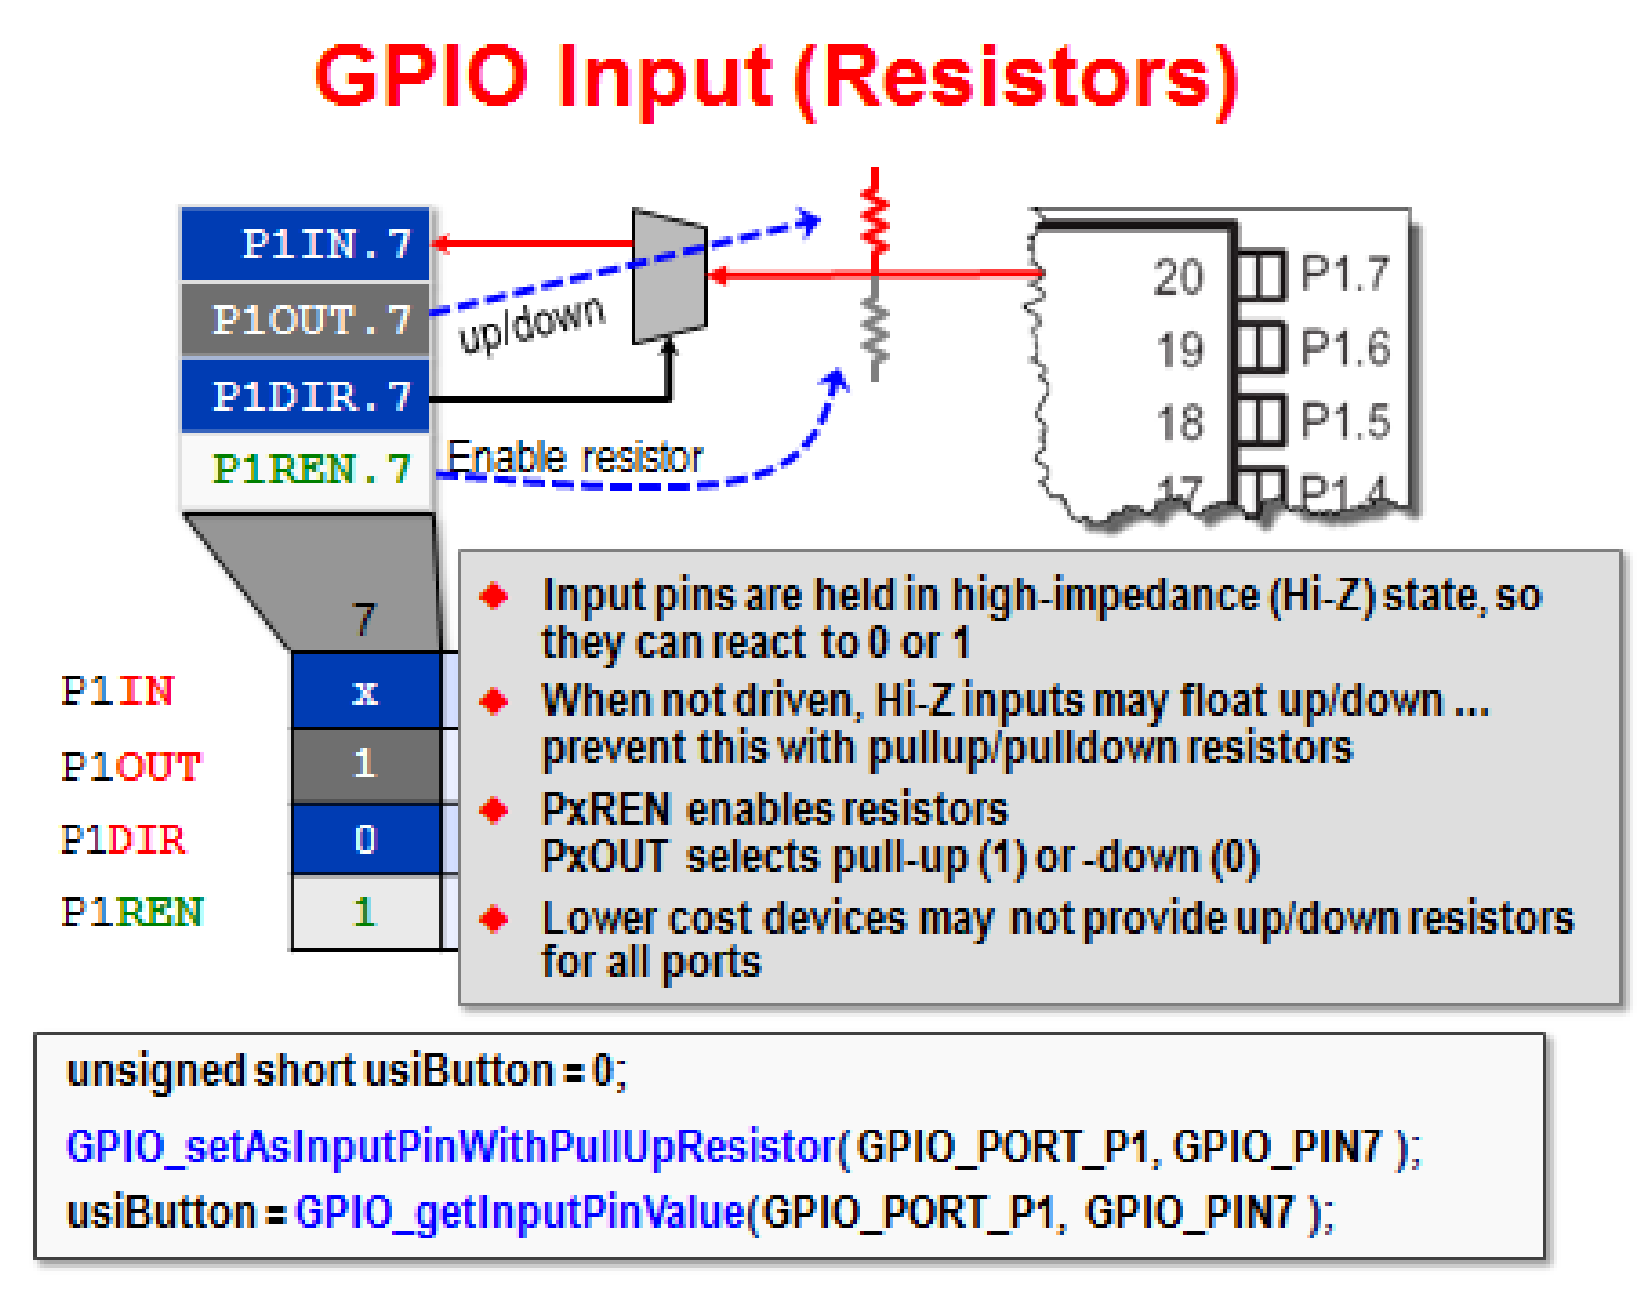 GPIO Input (Resistors)
P1IN.7
P1OUT.7
P1DIR.7
P1REN.7
up/down
Enable resistor
20 P1.7
19 P1.6
18 P1.5
17 P1.4
7
P1IN x
P1OUT 1
P1DIR 0
P1REN 1
Input pins are held in high-impedance (Hi-Z) state, so
they can react to 0 or 1
When not driven, Hi-Z inputs may float up/down ...
prevent this with pullup/pulldown resistors
PxREN enables resistors
PxOUT selects pull-up (1) or -down (0)
Lower cost devices may not provide up/down resistors
for all ports
unsigned short usiButton = 0;
GPIO_setAsInputPinWithPullUpResistor( GPIO_PORT_P1, GPIO_PIN7 );
usiButton = GPIO_getInputPinValue(GPIO_PORT_P1, GPIO_PIN7 );